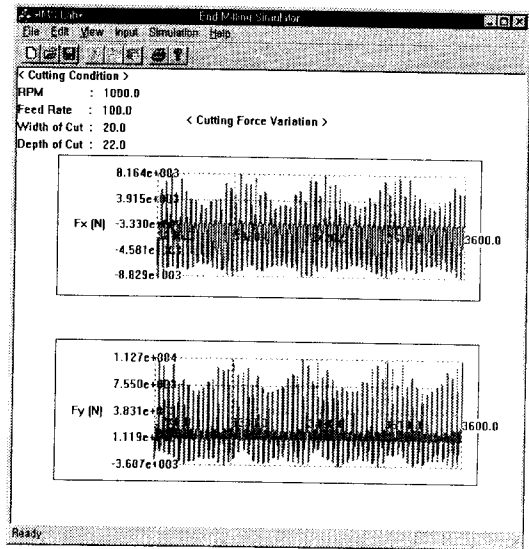 End Milling Simulator
File Edit View Input Simulation Help
< Cutting Condition >
RPM : 1000.0
Feed Rate : 100.0
Width of Cut : 20.0
Depth of Cut : 22.0
< Cutting Force Variation >
8.164e+003
3.915e+003
Fx (N) -3.330e
-4.581e
3600.0
-8.829e+003
1.127e+004
7.550e+003
Fy (N) 3.831e+003
3600.0
1.119e+
-3.607e+003
Ready